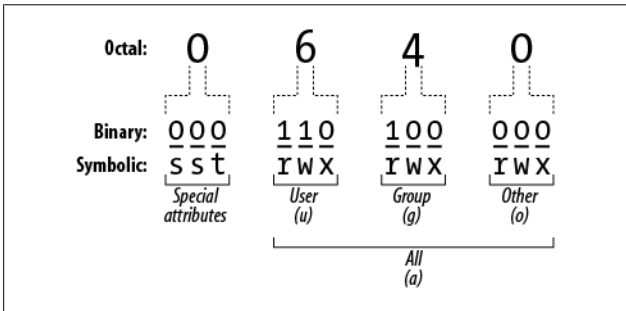 Octal: 0 6 4 0
Binary: 000 110 100 000
Symbolic: sst rwx rwx rwx
Special User Group Other
attributes (u) (g) (o)
All
(a)